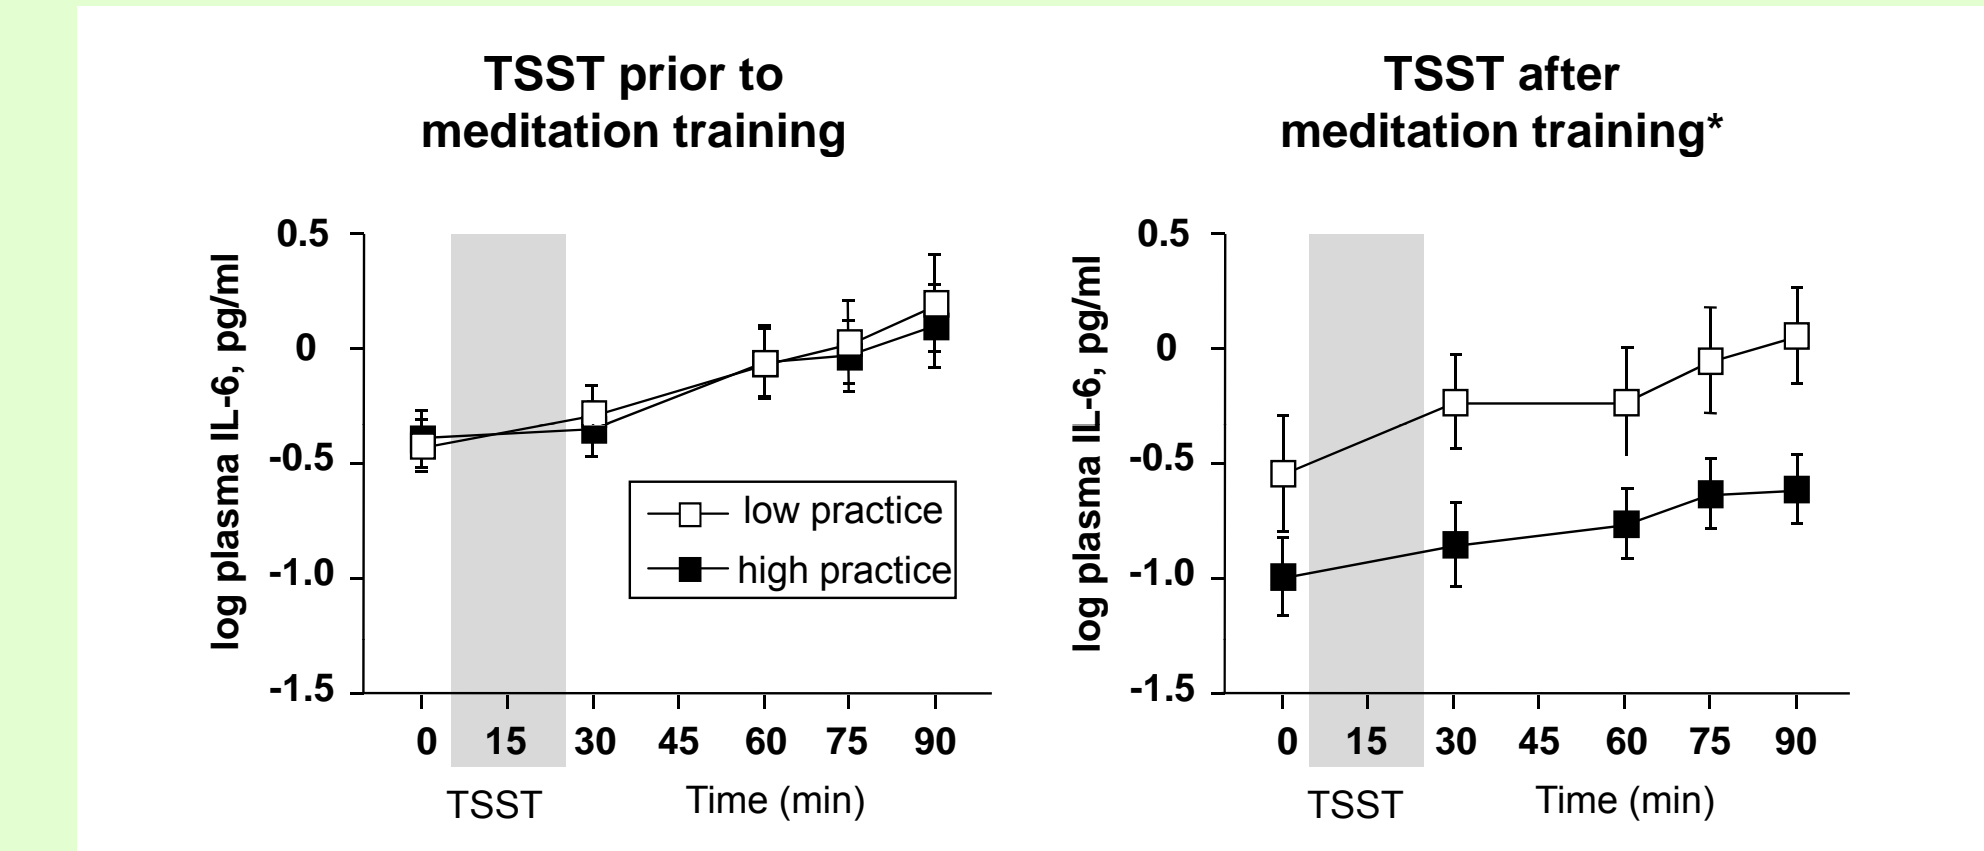 TSST prior to
meditation training
log plasma IL-6, pg/ml
0.5
0
-0.5
-1.0
-1.5
low practice
high practice
0 15 30 45 60 75 90
TSST Time (min)
TSST after
meditation training*
log plasma IL-6, pg/ml
0.5
0
-0.5
-1.0
-1.5
0 15 30 45 60 75 90
TSST Time (min)